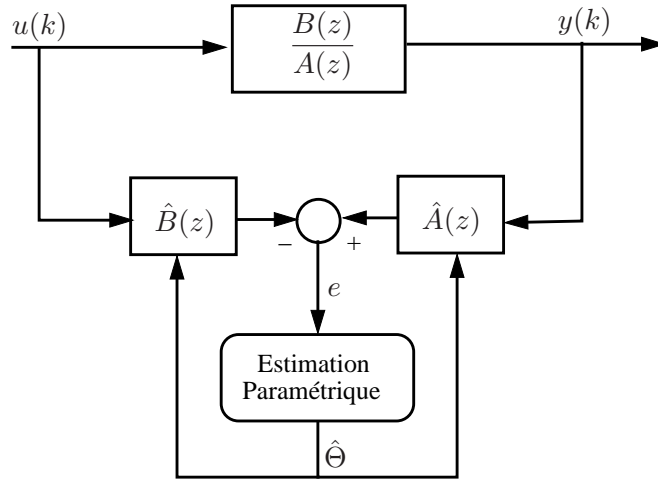 u(k)
B(z)
A(z)
y(k)
B̂(z)
−
+
Â(z)
e
Estimation
Paramétrique
Θ̂